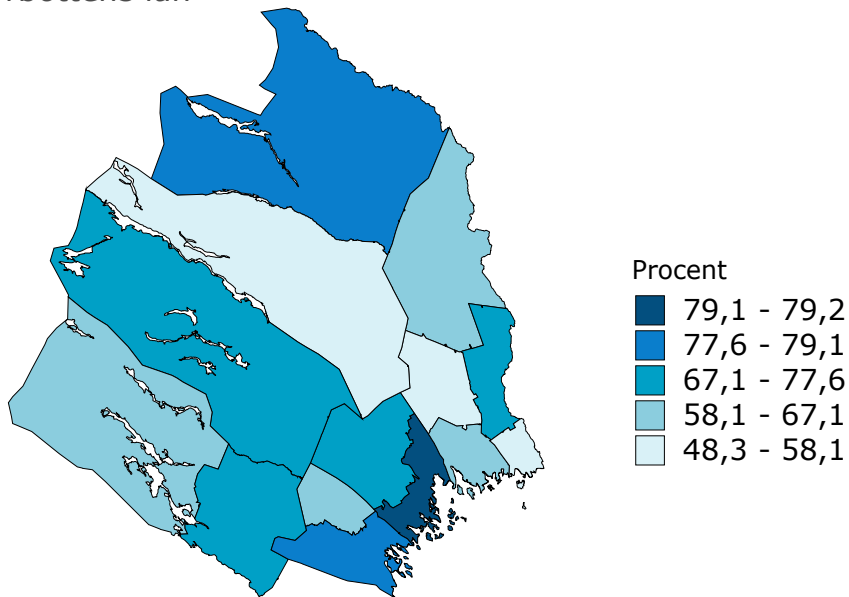 Procent
79,1 - 79,2
77,6 - 79,1
67,1 - 77,6
58,1 - 67,1
48,3 - 58,1